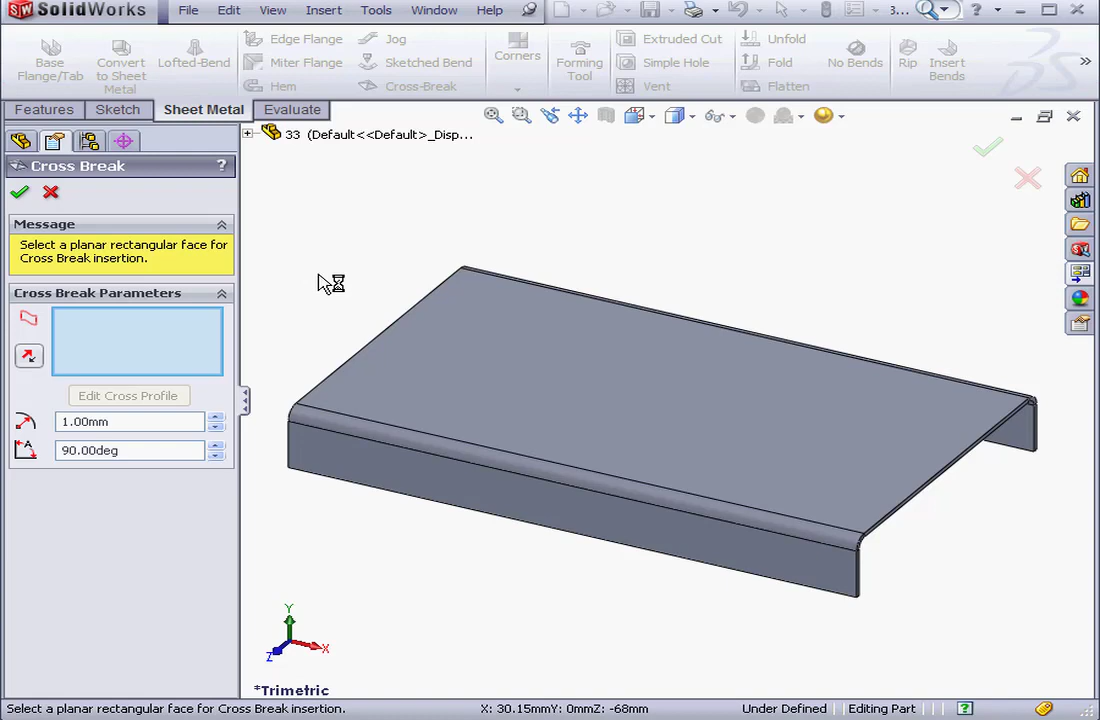 SW SolidWorks File Edit View Insert Tools Window Help 3... ?
Base Flange/Tab
Convert to Sheet Metal
Lofted-Bend
Edge Flange
Miter Flange
Hem
Jog
Sketched Bend
Cross-Break
Corners
Forming Tool
Extruded Cut
Simple Hole
Vent
Unfold
Fold
Flatten
No Bends
Rip
Insert Bends
Features Sketch Sheet Metal Evaluate
33 (Default<<Default>_Disp...
Cross Break ?
Message
Select a planar rectangular face for
Cross Break insertion.
Cross Break Parameters
Edit Cross Profile
1.00mm
90.00deg
Y
X
Z
*Trimetric
Select a planar rectangular face for Cross Break insertion. X: 30.15mmY: 0mmZ: -68mm Under Defined Editing Part ?